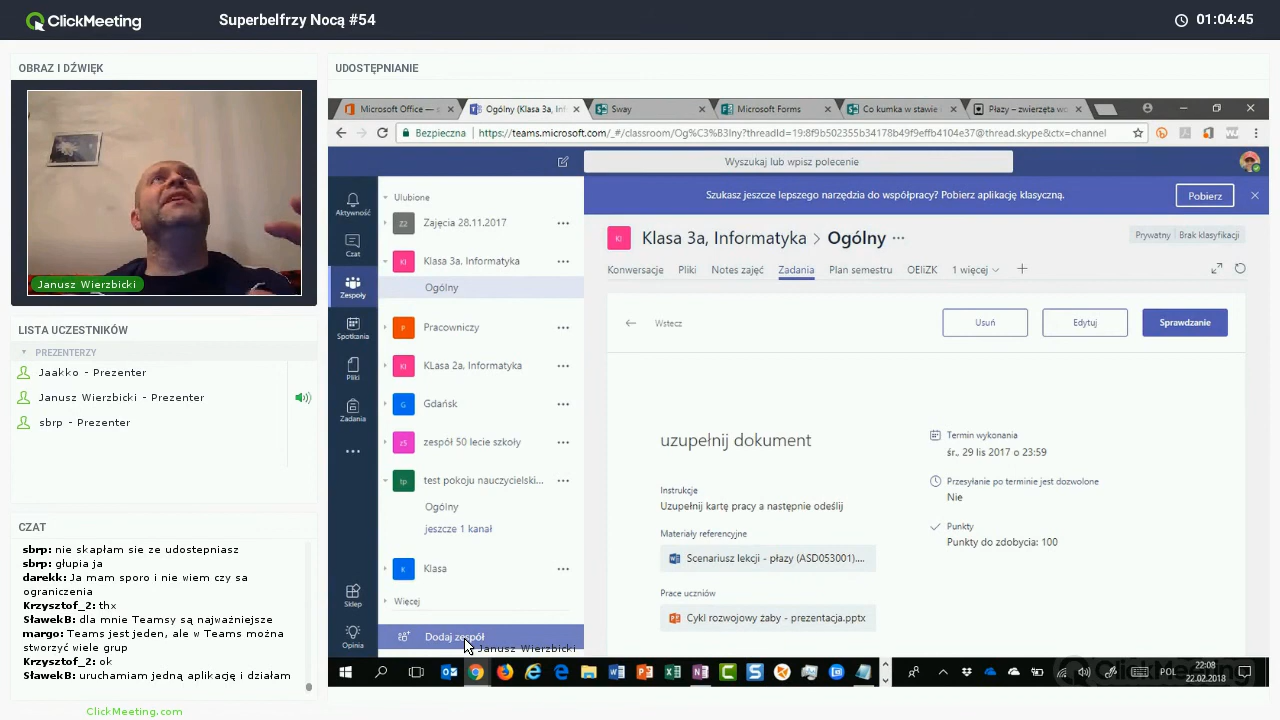 ClickMeeting
Superbelfrzy Nocą #54
01:04:45
OBRAZ I DŹWIĘK
Janusz Wierzbicki
LISTA UCZESTNIKÓW
PREZENTERZY
Jaakko - Prezenter
Janusz Wierzbicki - Prezenter
sbrp - Prezenter
CZAT
sbrp: nie skapłam sie ze udostepniasz
sbrp: głupia ja
darekk: Ja mam sporo i nie wiem czy sa
ograniczenia
Krzysztof_2: thx
SławekB: dla mnie Teamsy są najważniejsze
margo: Teams jest jeden, ale w Teams można
stworzyć wiele grup
Krzysztof_2: ok
SławekB: uruchamiam jedną aplikację i działam
ClickMeeting.com
UDOSTĘPNIANIE
Microsoft Office —
Ogólny (Klasa 3a, In
Sway
Microsoft Forms
Co kumka w stawie
Płazy – zwierzęta wo
Bezpieczna
https://teams.microsoft.com/_#/classroom/Og%C3%B3lny?threadId=19:8f9b502355b34178b49f9effb4104e37@thread.skype&ctx=channel
Wyszukaj lub wpisz polecenie
Szukasz jeszcze lepszego narzędzia do współpracy? Pobierz aplikację klasyczną.
Pobierz
Aktywność
Czat
Zespoły
Spotkania
Pliki
Zadania
Sklep
Opinia
Ulubione
Z2
Zajęcia 28.11.2017
KI
Klasa 3a, Informatyka
Ogólny
P
Pracowniczy
KI
KLasa 2a, Informatyka
G
Gdańsk
z5
zespół 50 lecie szkoły
tp
test pokoju nauczycielski...
Ogólny
jeszcze 1 kanał
K
Klasa
Więcej
Dodaj zespół
Janusz Wierzbicki
KI
Klasa 3a, Informatyka > Ogólny
Prywatny Brak klasyfikacji
Konwersacje Pliki Notes zajęć Zadania Plan semestru OEIiZK 1 więcej
Wstecz
Usuń
Edytuj
Sprawdzanie
uzupełnij dokument
Instrukcje
Uzupełnij kartę pracy a następnie odeślij
Materiały referencyjne
Scenariusz lekcji - płazy (ASD053001)....
Prace uczniów
Cykl rozwojowy żaby - prezentacja.pptx
Termin wykonania
śr., 29 lis 2017 o 23:59
Przesyłanie po terminie jest dozwolone
Nie
Punkty
Punkty do zdobycia: 100
ClickMeeting
POL
22:08
22.02.2018